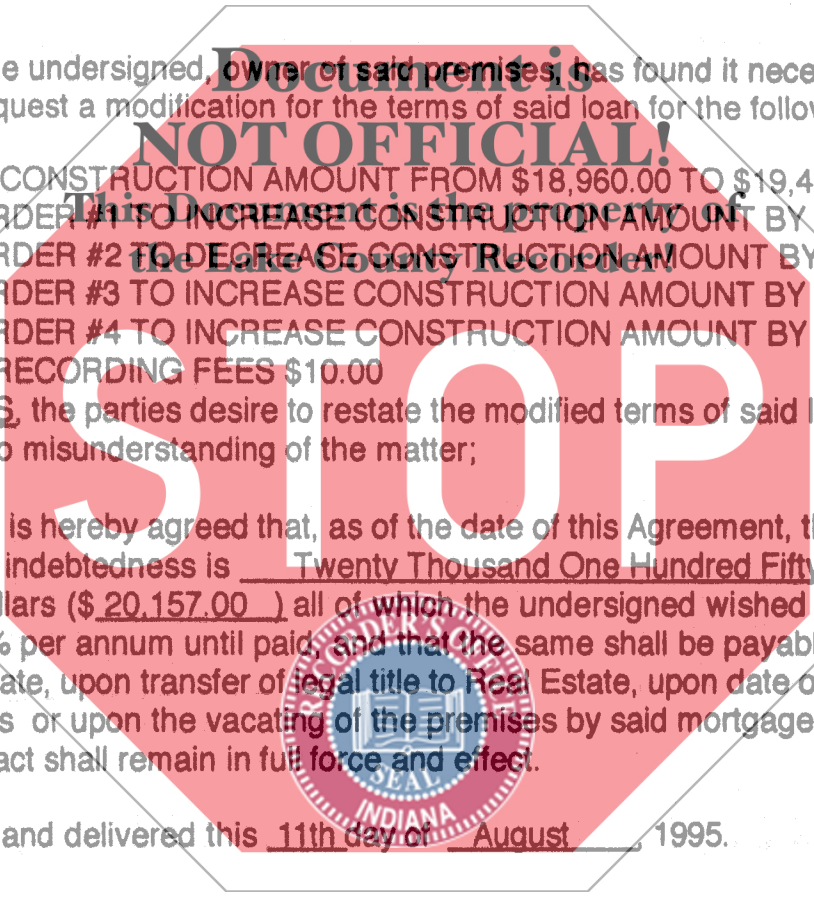 e undersigned, owner of said premises, has found it nece
Document is
quest a modification for the terms of said loan for the follow
NOT OFFICIAL!
CONSTRUCTION AMOUNT FROM $18,960.00 TO $19,4
This Document is the property of
RDER #1 TO INCREASE CONSTRUCTION AMOUNT BY
the Lake County Recorder!
RDER #2 TO DECREASE CONSTRUCTION AMOUNT BY
RDER #3 TO INCREASE CONSTRUCTION AMOUNT BY
RDER #4 TO INCREASE CONSTRUCTION AMOUNT BY
RECORDING FEES $10.00
STOP
S, the parties desire to restate the modified terms of said l
o misunderstanding of the matter;
is hereby agreed that, as of the date of this Agreement, th
indebtedness is Twenty Thousand One Hundred Fifty
llars ($ 20,157.00 ) all of which the undersigned wished
% per annum until paid, and that the same shall be payabl
ate, upon transfer of legal title to Real Estate, upon date o
s or upon the vacating of the premises by said mortgage
act shall remain in full force and effect.
RECORDER'S OFFICE
SEAL
INDIANA
and delivered this 11th day of August , 1995.